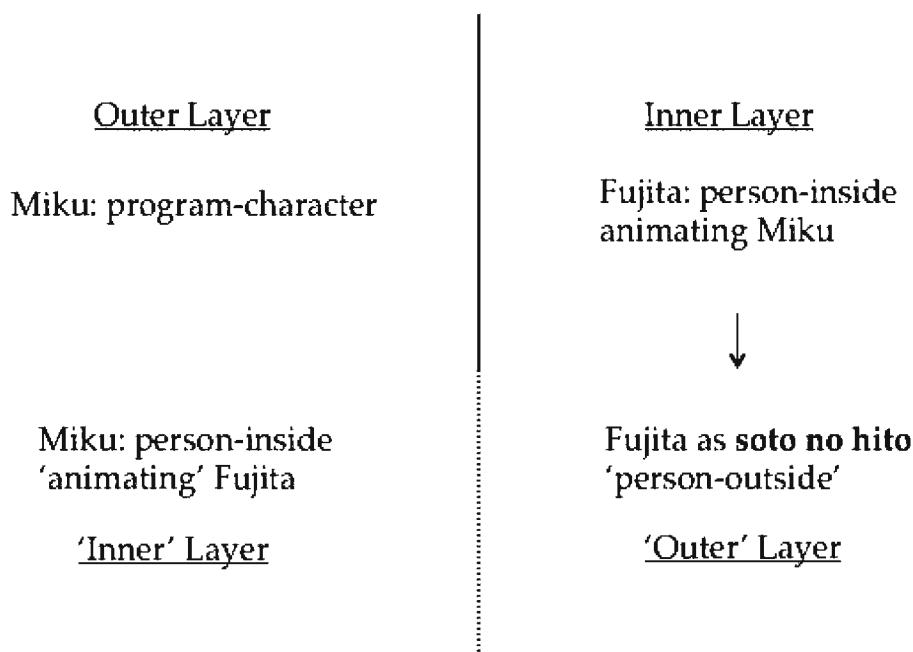 Outer Layer
Miku: program-character
Miku: person-inside
‘animating’ Fujita
‘Inner’ Layer
Inner Layer
Fujita: person-inside
animating Miku
Fujita as soto no hito
‘person-outside’
‘Outer’ Layer